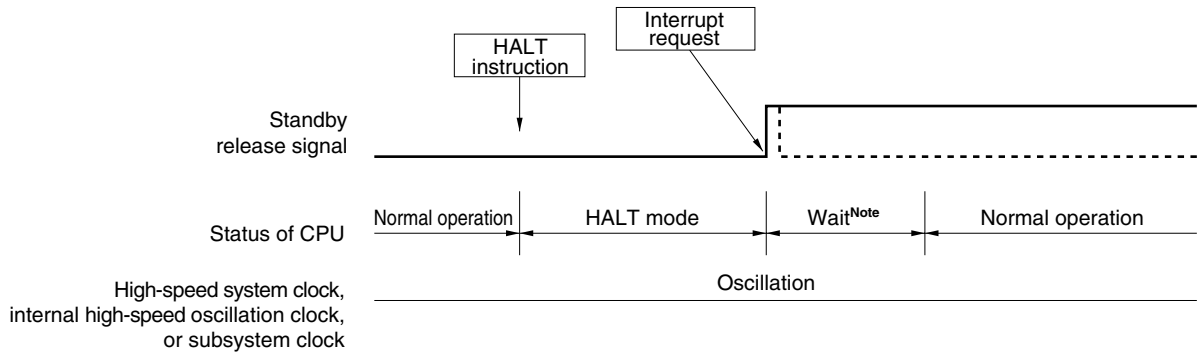 Interrupt
request
HALT
instruction
Standby
release signal
Normal operation
HALT mode
WaitNote
Normal operation
Status of CPU
Oscillation
High-speed system clock,
internal high-speed oscillation clock,
or subsystem clock